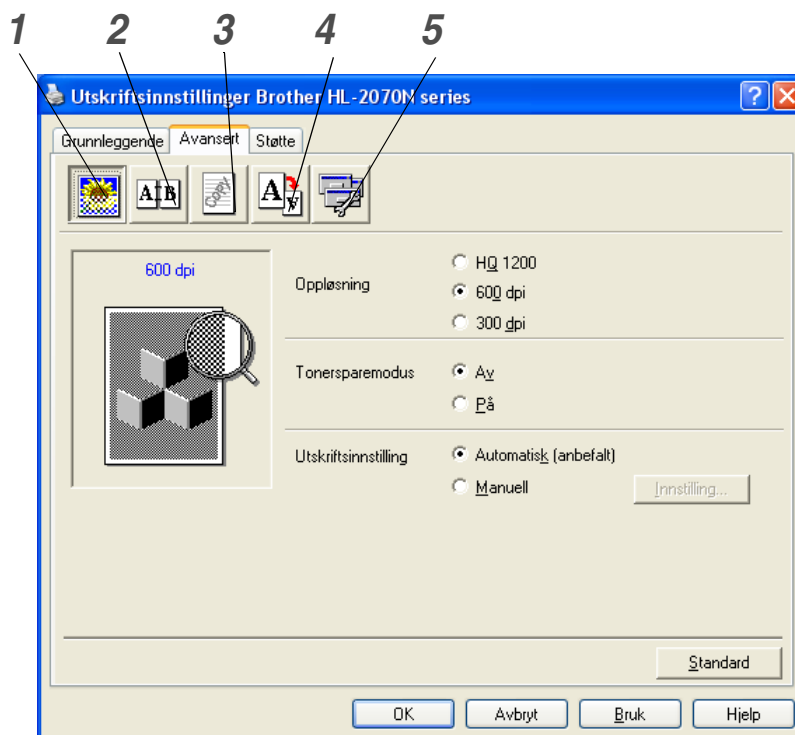 1 2 3 4 5
Utskriftsinnstillinger Brother HL-2070N series
Grunnleggende Avansert Støtte
A B COPY A A
600 dpi
Oppløsning
HQ 1200
600 dpi
300 dpi
Tonersparemodus
Av
På
Utskriftsinnstilling
Automatisk (anbefalt)
Manuell Innstilling...
Standard
OK Avbryt Bruk Hjelp